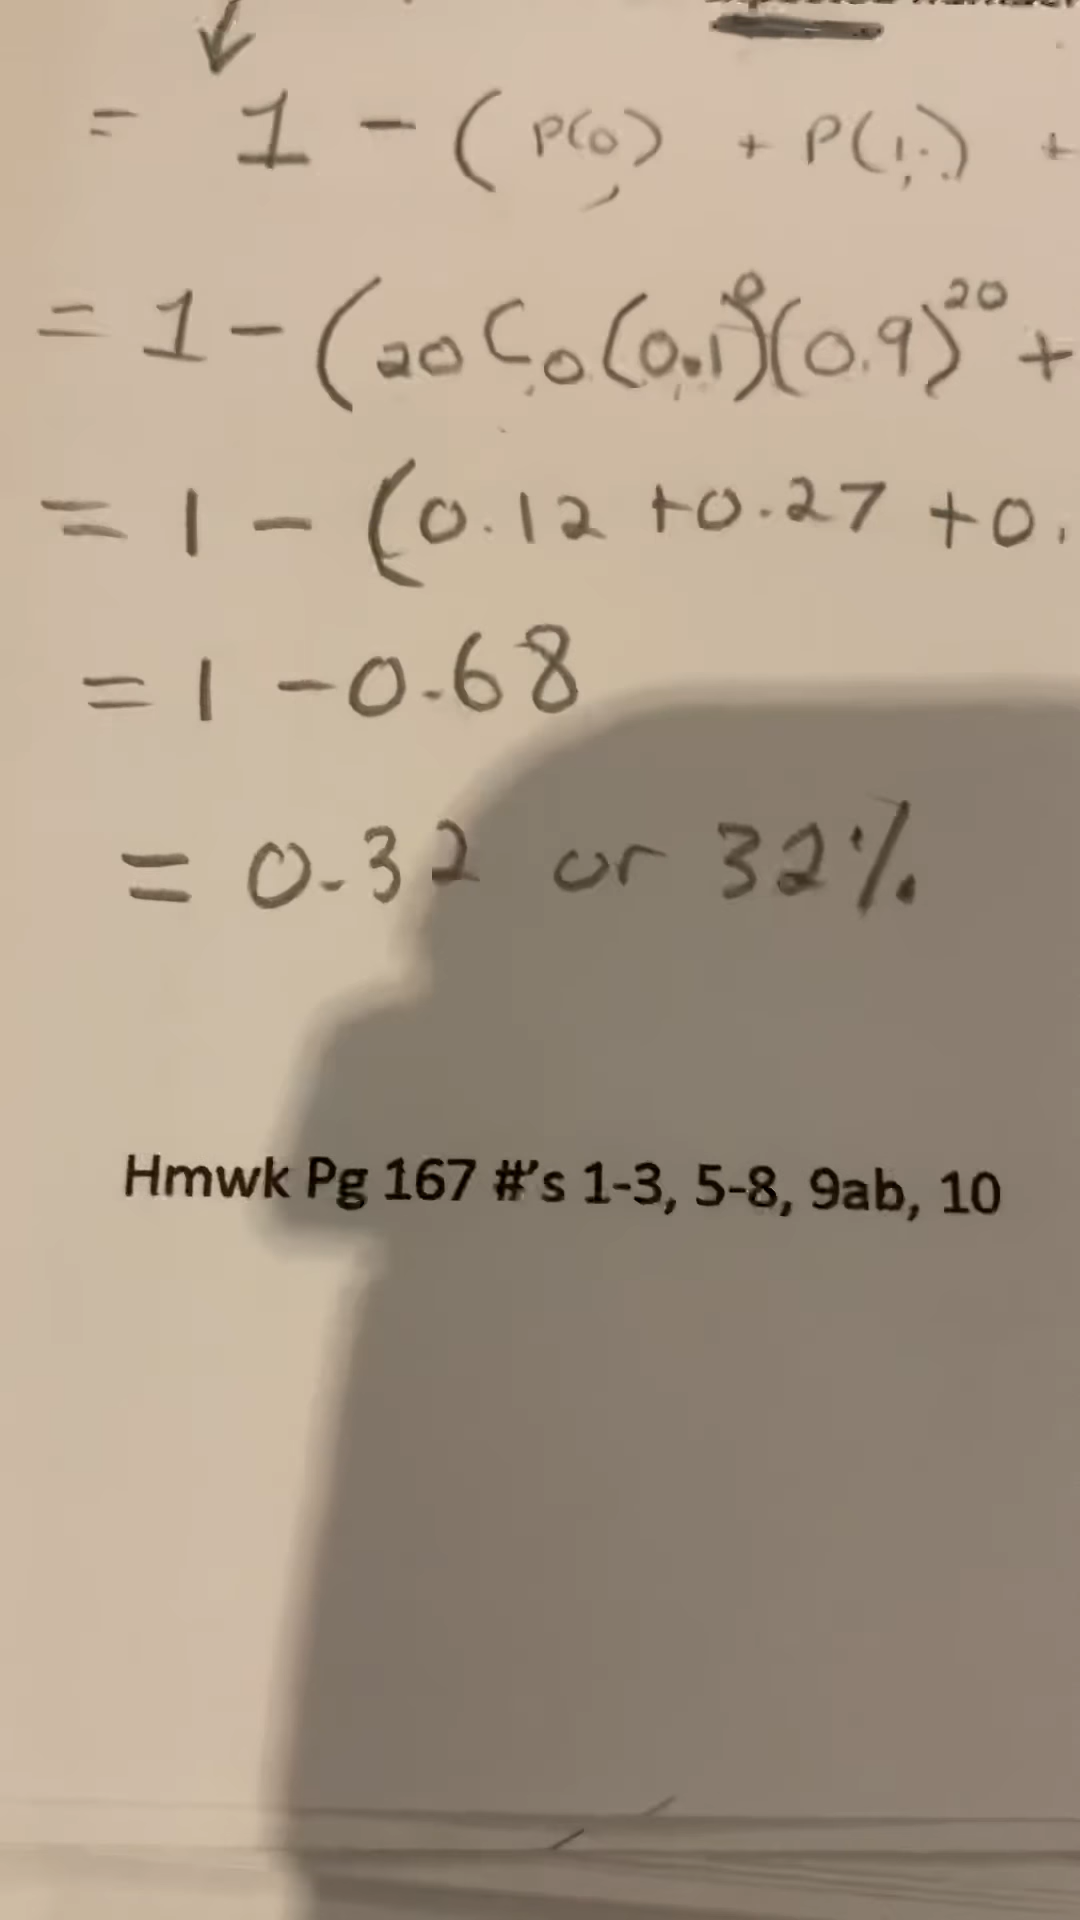 = 1 - ( P(0) + P(1) +
= 1 - ( 20C0 (0.1)^0 (0.9)^20 +
= 1 - (0.12 + 0.27 + 0.
= 1 - 0.68
= 0.32 or 32%
Hmwk Pg 167 #'s 1-3, 5-8, 9ab, 10